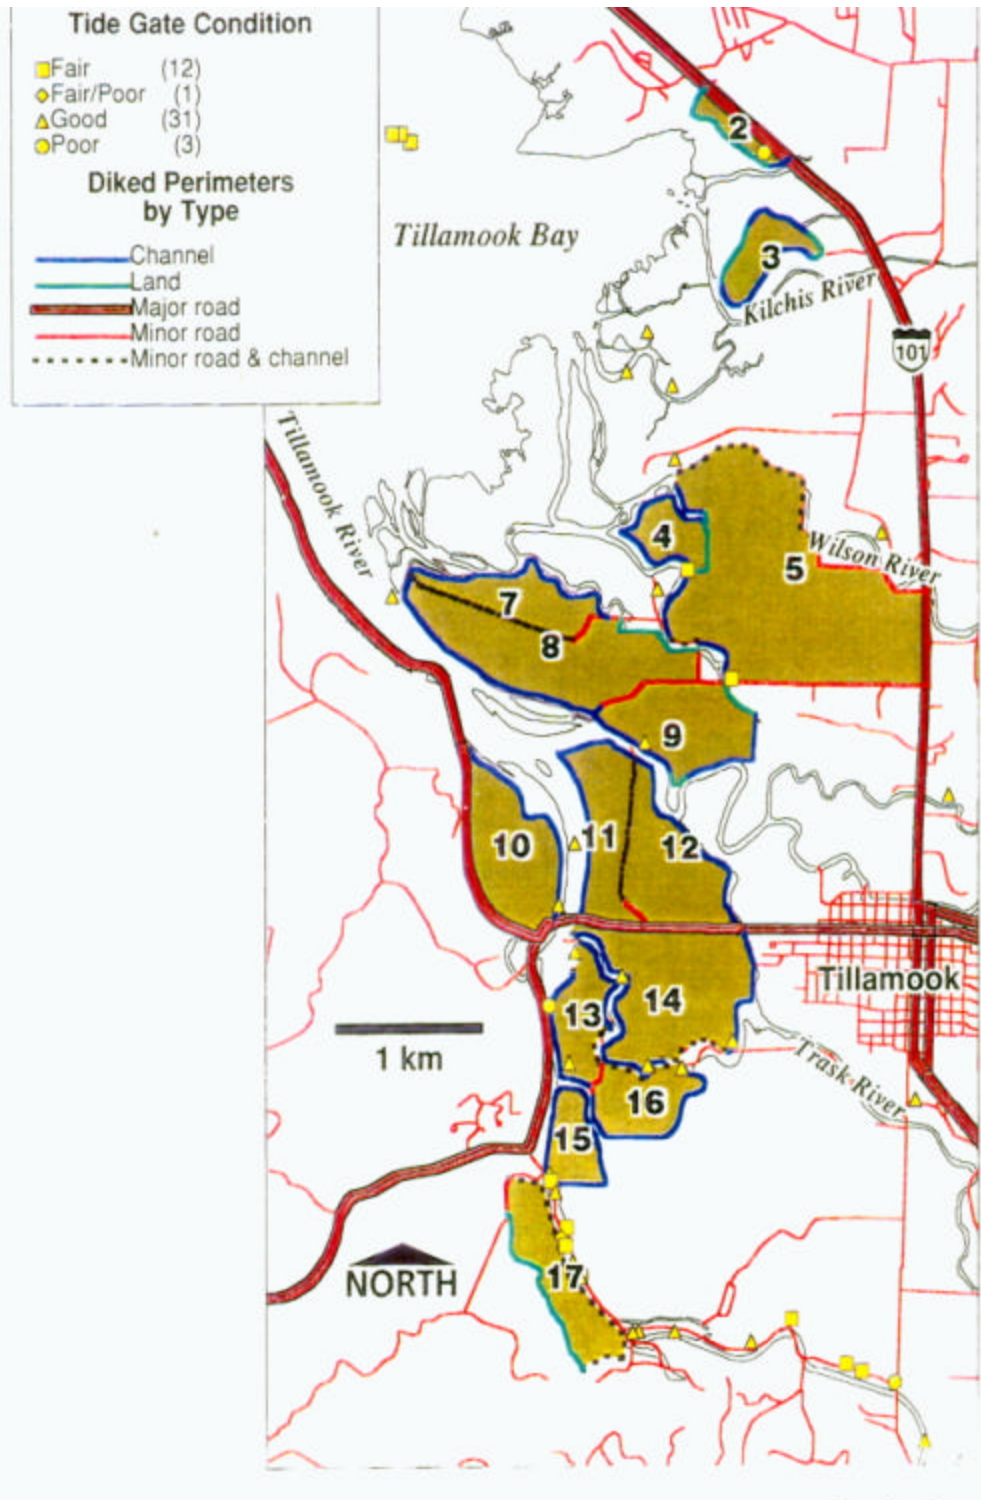 Tide Gate Condition
Fair (12)
Fair/Poor (1)
Good (31)
Poor (3)
Diked Perimeters
by Type
Channel
Land
Major road
Minor road
Minor road & channel
2
Tillamook Bay
3
Kilchis River
101
Tillamook River
4
5
Wilson River
7
8
9
10
11
12
13
14
Tillamook
1 km
Trask River
16
15
17
NORTH